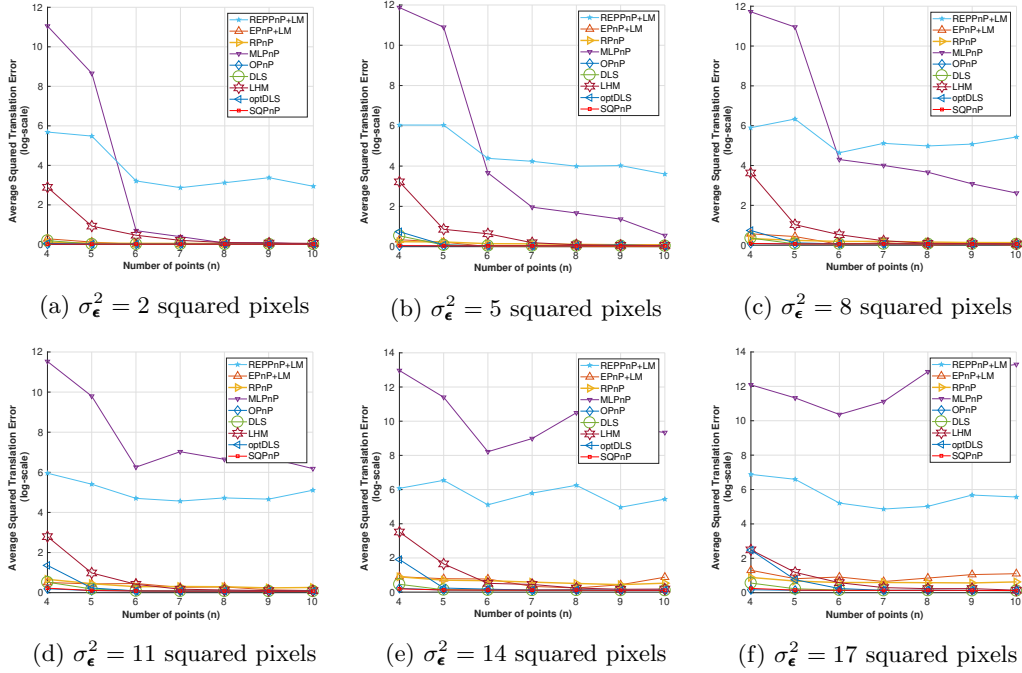 12
10
8
6
4
2
0
4 5 6 7 8 9 10
Number of points (n)
Average Squared Translation Error
(log-scale)
REPPnP+LM
EPnP+LM
RPnP
MLPnP
OPnP
DLS
LHM
optDLS
SQPnP
(a) σ²_ϵ = 2 squared pixels
12
10
8
6
4
2
0
4 5 6 7 8 9 10
Number of points (n)
Average Squared Translation Error
(log-scale)
REPPnP+LM
EPnP+LM
RPnP
MLPnP
OPnP
DLS
LHM
optDLS
SQPnP
(b) σ²_ϵ = 5 squared pixels
12
10
8
6
4
2
0
4 5 6 7 8 9 10
Number of points (n)
Average Squared Translation Error
(log-scale)
REPPnP+LM
EPnP+LM
RPnP
MLPnP
OPnP
DLS
LHM
optDLS
SQPnP
(c) σ²_ϵ = 8 squared pixels
12
10
8
6
4
2
0
4 5 6 7 8 9 10
Number of points (n)
Average Squared Translation Error
(log-scale)
REPPnP+LM
EPnP+LM
RPnP
MLPnP
OPnP
DLS
LHM
optDLS
SQPnP
(d) σ²_ϵ = 11 squared pixels
14
12
10
8
6
4
2
0
4 5 6 7 8 9 10
Number of points (n)
Average Squared Translation Error
(log-scale)
REPPnP+LM
EPnP+LM
RPnP
MLPnP
OPnP
DLS
LHM
optDLS
SQPnP
(e) σ²_ϵ = 14 squared pixels
14
12
10
8
6
4
2
0
4 5 6 7 8 9 10
Number of points (n)
Average Squared Translation Error
(log-scale)
REPPnP+LM
EPnP+LM
RPnP
MLPnP
OPnP
DLS
LHM
optDLS
SQPnP
(f) σ²_ϵ = 17 squared pixels